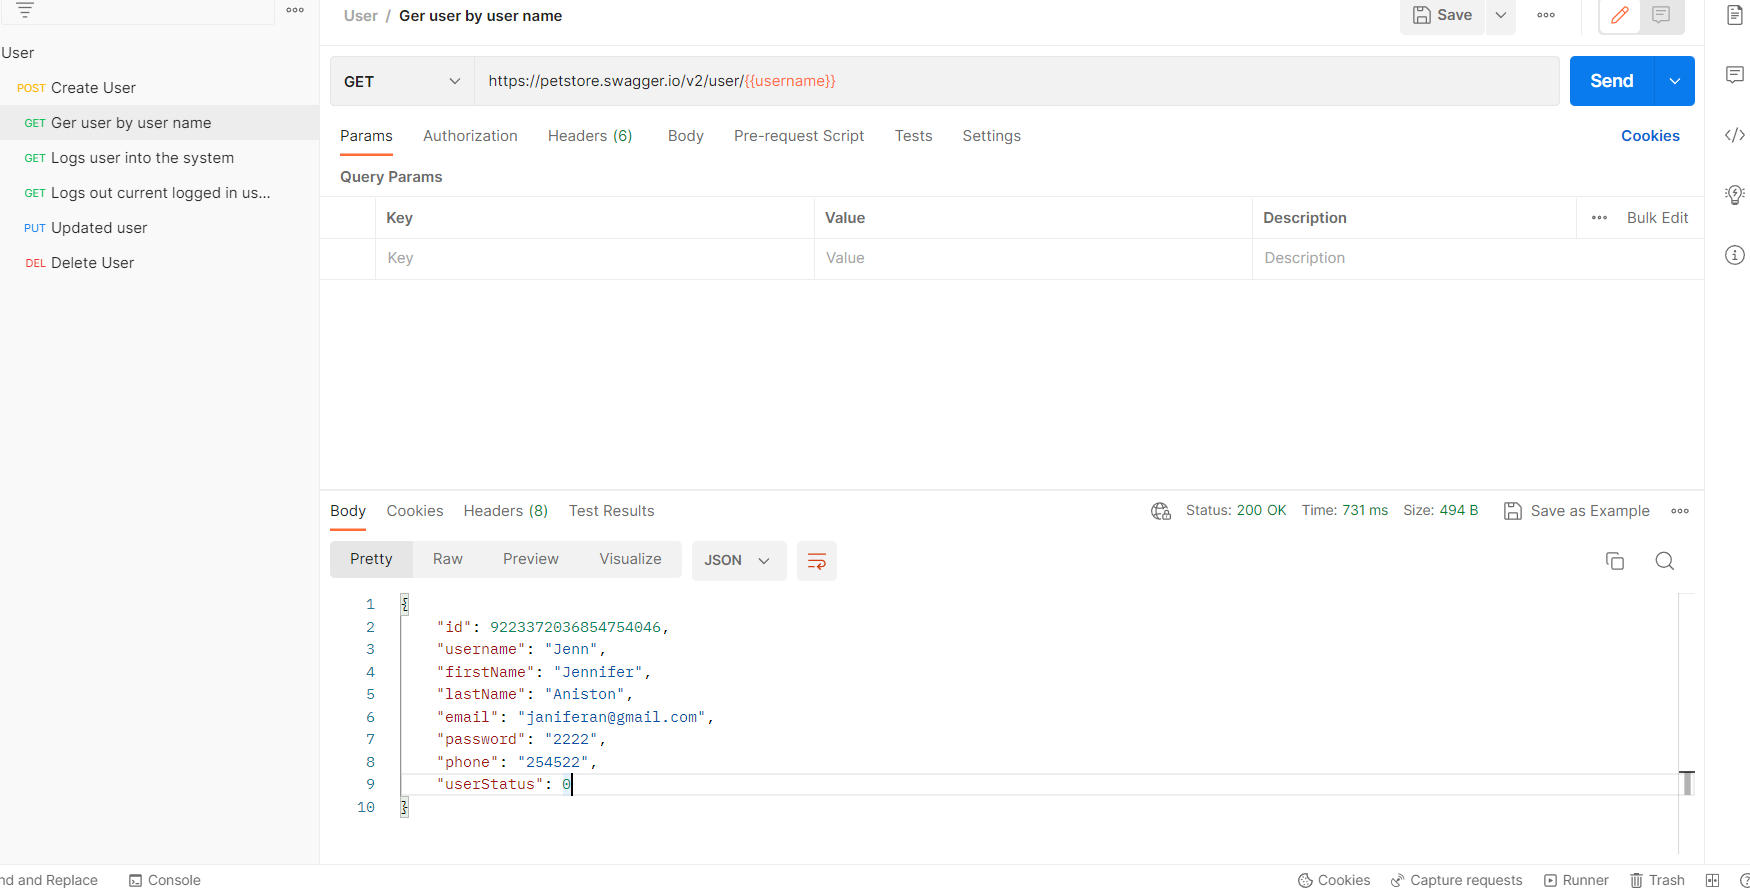 User / Ger user by user name
Save
User
POST Create User
GET Ger user by user name
GET Logs user into the system
GET Logs out current logged in us...
PUT Updated user
DEL Delete User
GET
https://petstore.swagger.io/v2/user/{{username}}
Send
Params Authorization Headers (6) Body Pre-request Script Tests Settings Cookies
Query Params
Key Value Description Bulk Edit
Key Value Description
Body Cookies Headers (8) Test Results Status: 200 OK Time: 731 ms Size: 494 B Save as Example
Pretty Raw Preview Visualize JSON
1 {
2 "id": 9223372036854754046,
3 "username": "Jenn",
4 "firstName": "Jennifer",
5 "lastName": "Aniston",
6 "email": "janiferan@gmail.com",
7 "password": "2222",
8 "phone": "254522",
9 "userStatus": 0
10 }
nd and Replace Console Cookies Capture requests Runner Trash